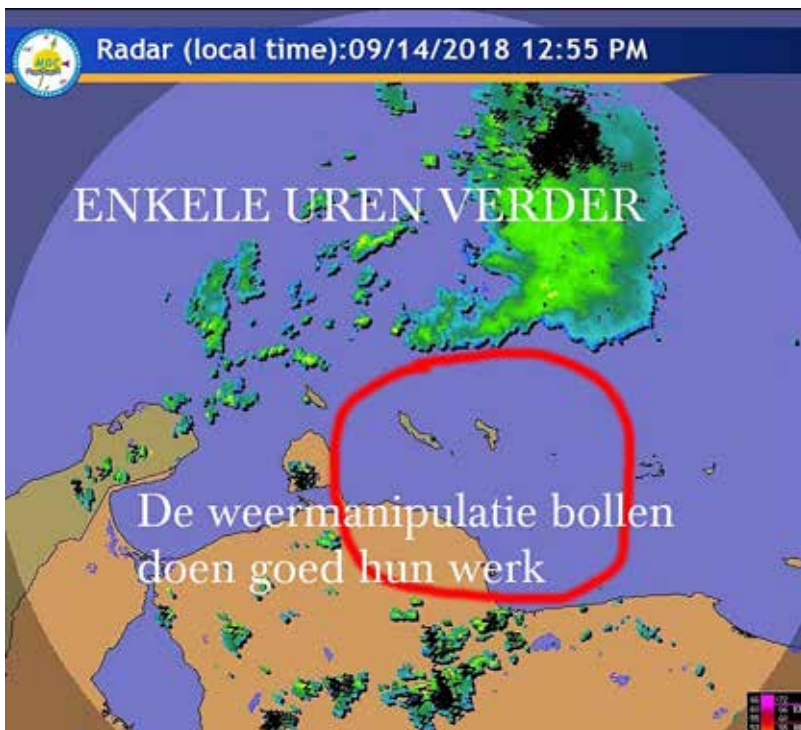 Radar (local time):09/14/2018 12:55 PM
ENKELE UREN VERDER
De weermanipulatie bollen
doen goed hun werk